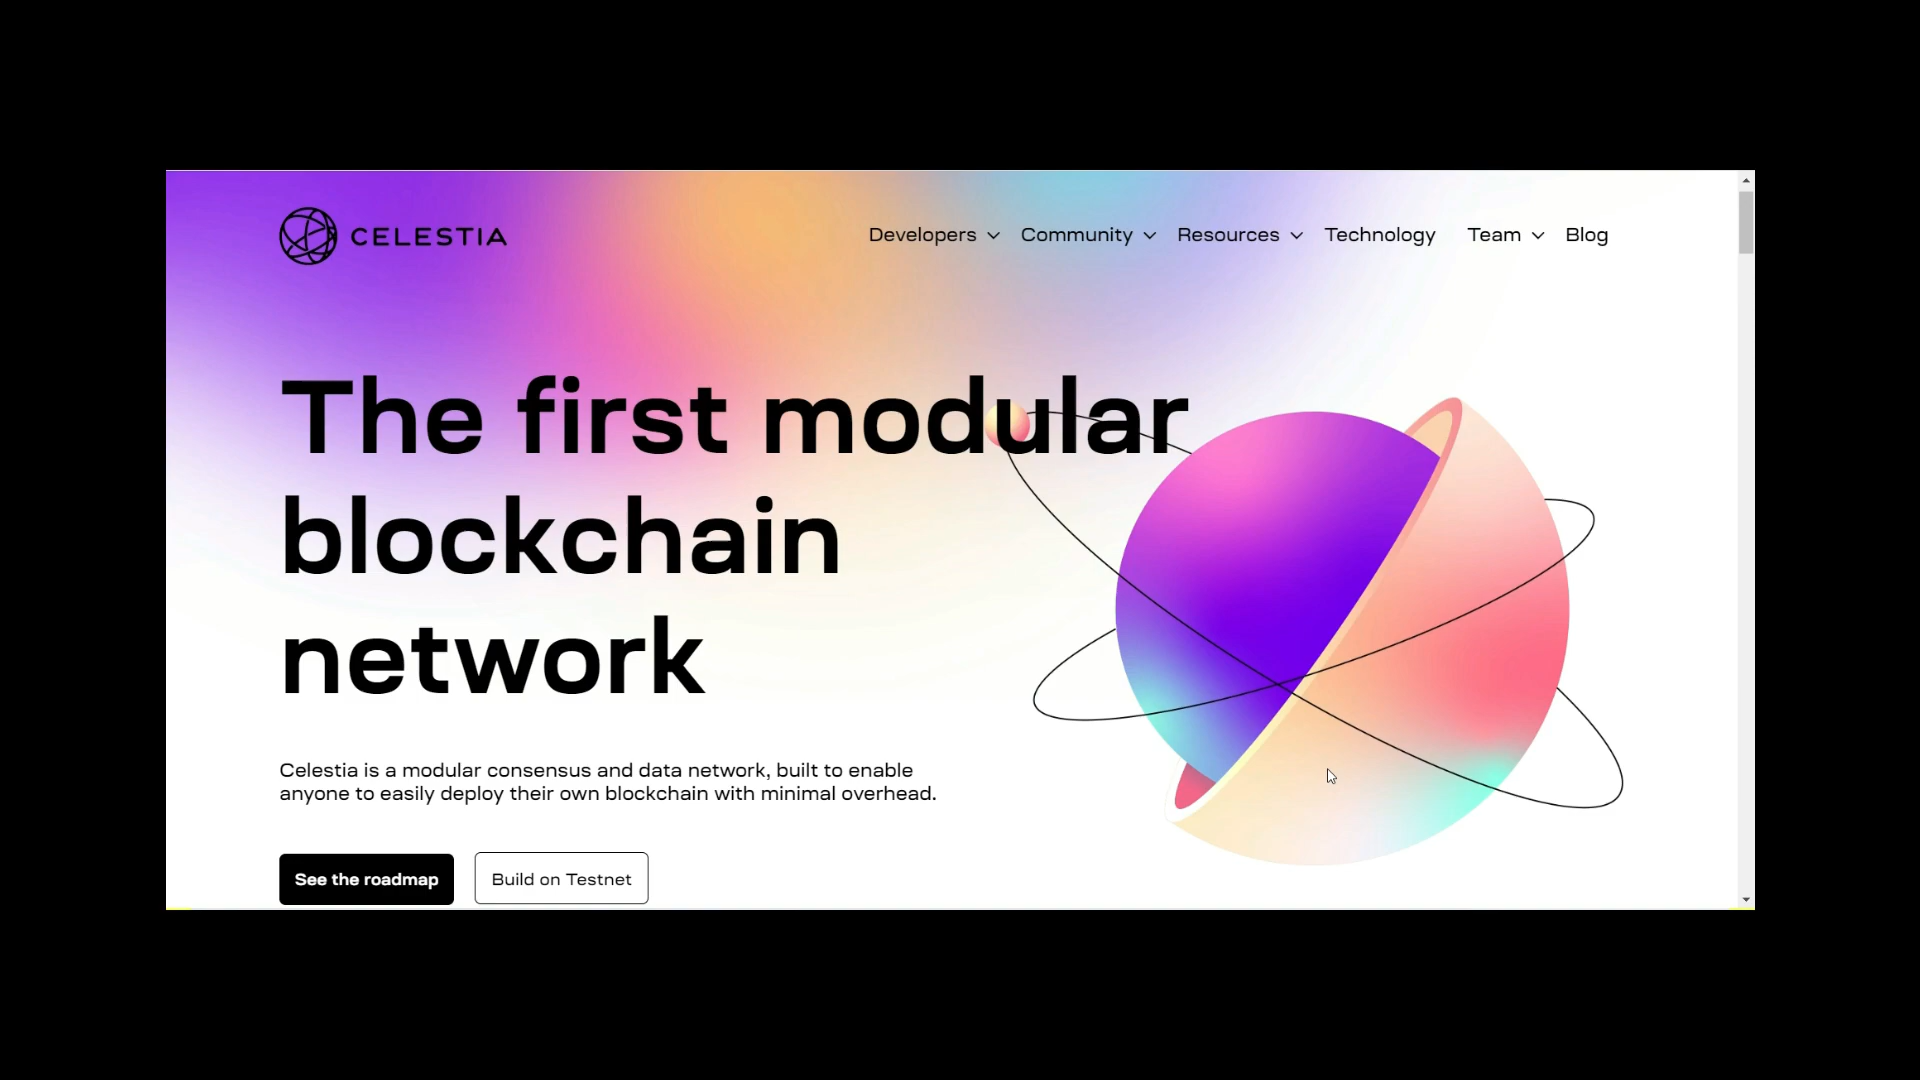 CELESTIA
Developers Community Resources Technology Team Blog
The first modular
blockchain
network
Celestia is a modular consensus and data network, built to enable
anyone to easily deploy their own blockchain with minimal overhead.
See the roadmap Build on Testnet